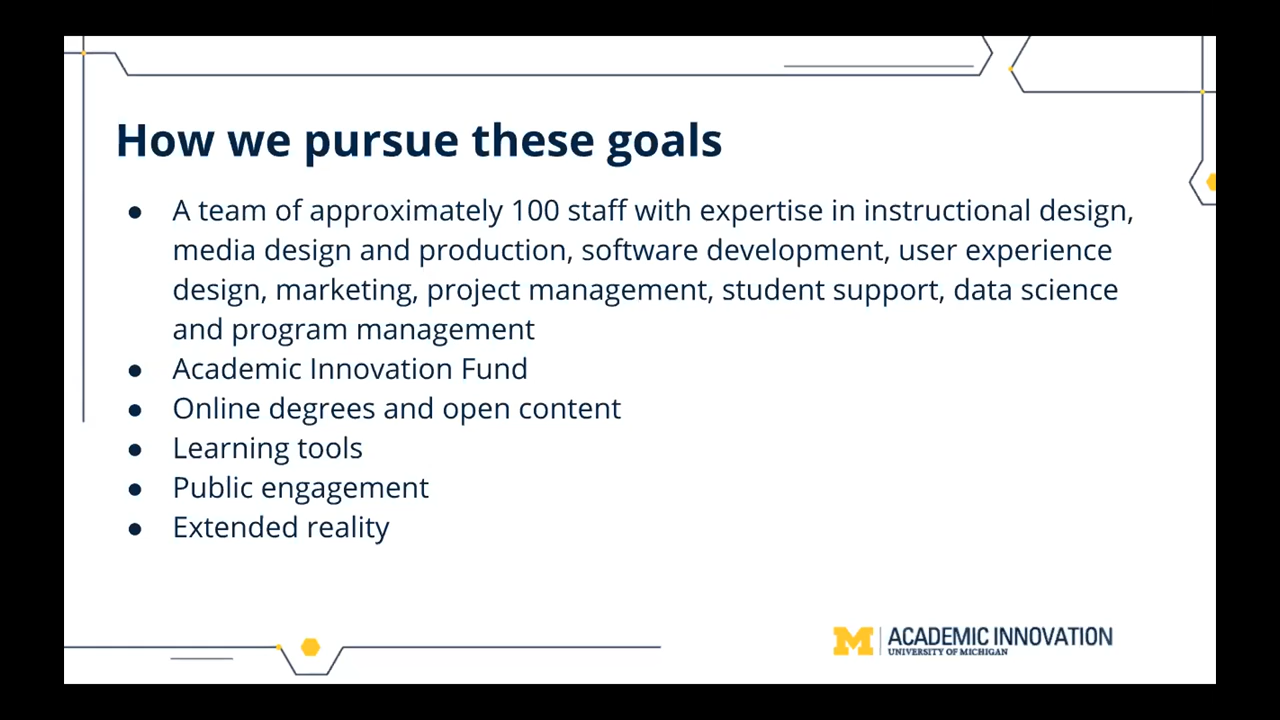 How we pursue these goals
● A team of approximately 100 staff with expertise in instructional design,
media design and production, software development, user experience
design, marketing, project management, student support, data science
and program management
● Academic Innovation Fund
● Online degrees and open content
● Learning tools
● Public engagement
● Extended reality
M | ACADEMIC INNOVATION
UNIVERSITY OF MICHIGAN